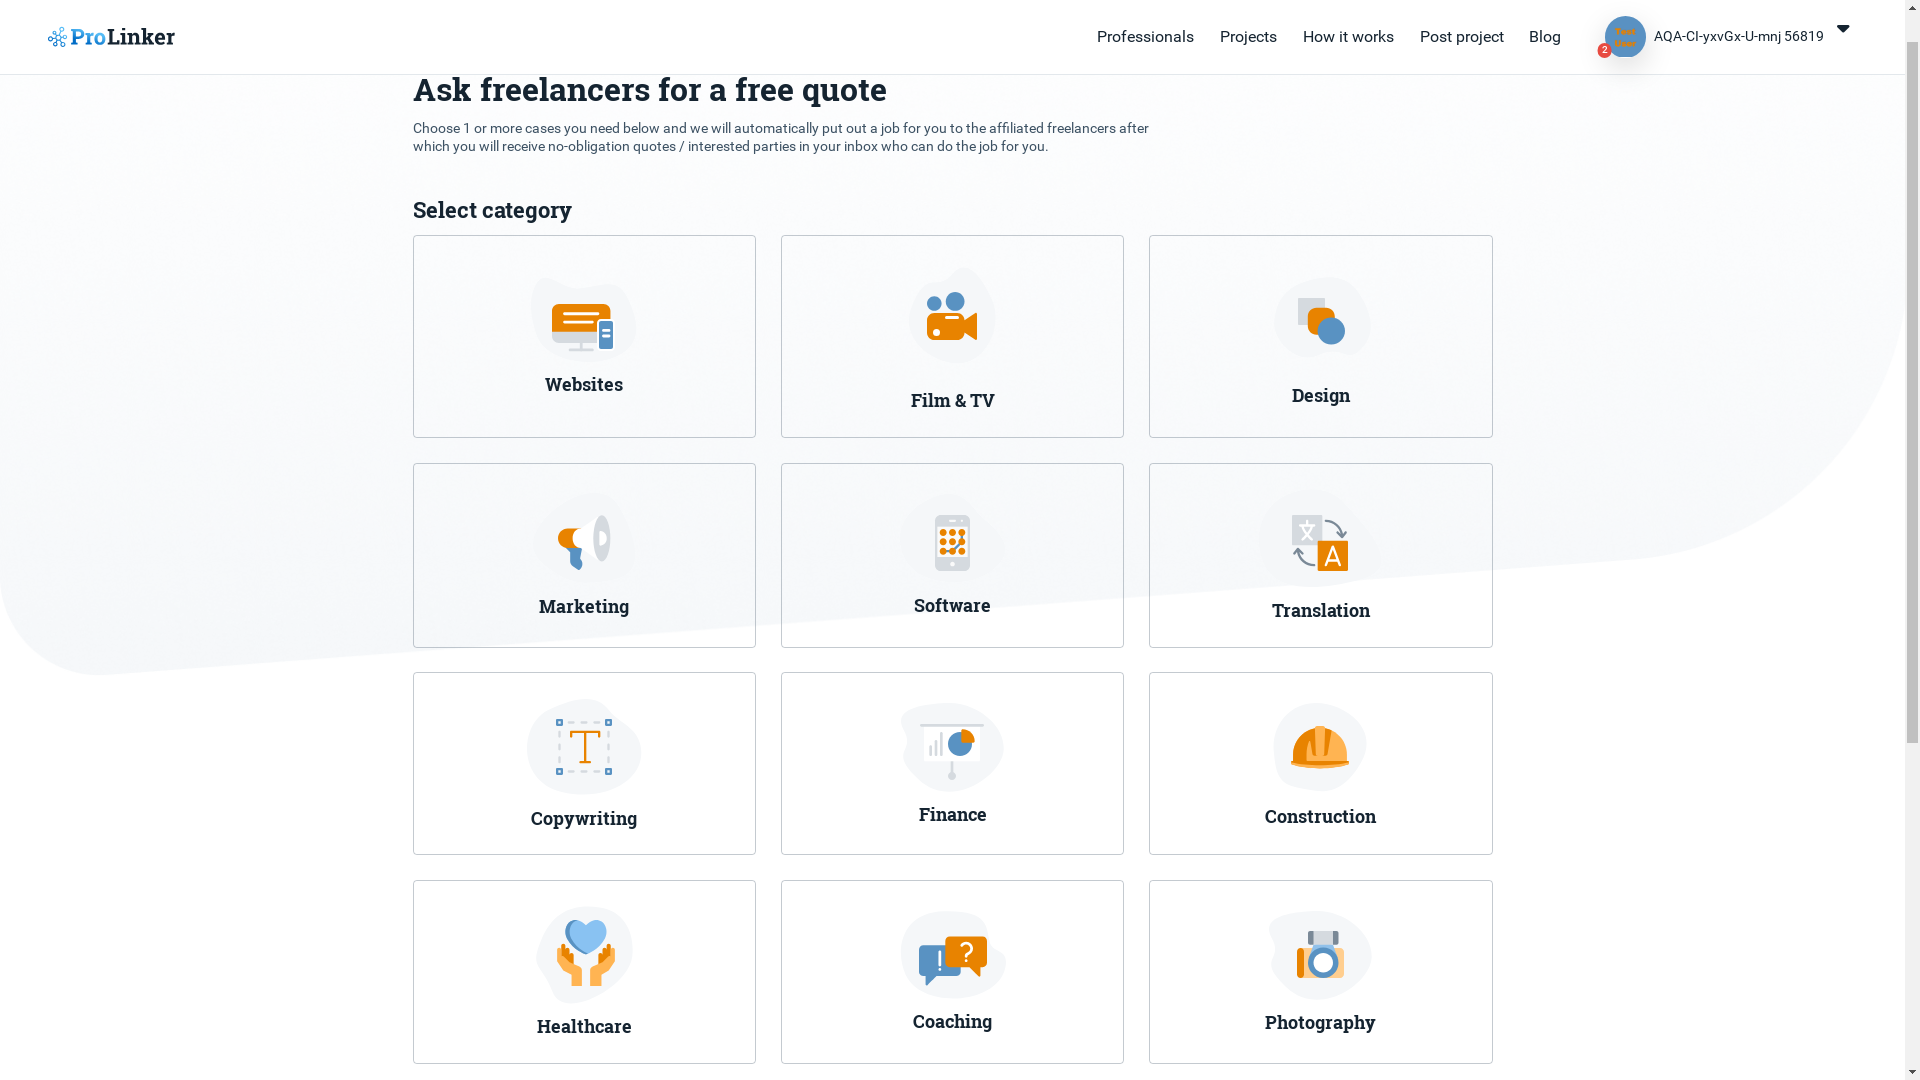 ProLinker
Professionals
Projects
How it works
Post project
Blog
2
AQA-CI-yxvGx-U-mnj 56819
Ask freelancers for a free quote
Choose 1 or more cases you need below and we will automatically put out a job for you to the affiliated freelancers after
which you will receive no-obligation quotes / interested parties in your inbox who can do the job for you.
Select category
Websites
Film & TV
Design
Marketing
Software
A
Translation
T
Copywriting
Finance
Construction
Healthcare
! ?
Coaching
Photography